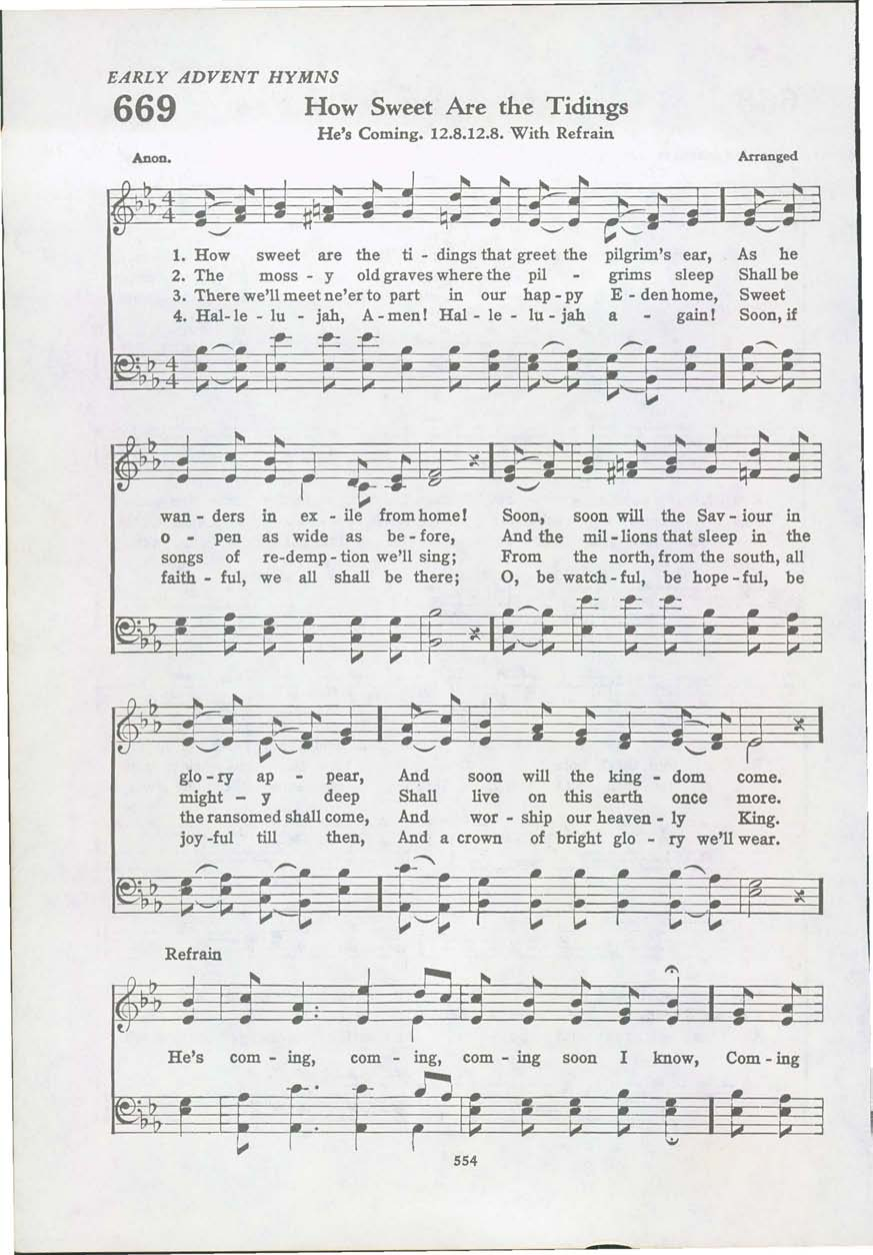 EARLY ADVENT HYMNS
669 How Sweet Are the Tidings
He's Coming. 12.8.12.8. With Refrain
Anon. Arranged
4
4
1. How sweet are the ti - dings that greet the pilgrim's ear, As he
2. The moss - y old graves where the pil - grims sleep Shall be
3. There we'll meet ne'er to part in our hap - py E - den home, Sweet
4. Hal - le - lu - jah, A - men! Hal - le - lu - jah a - gain! Soon, if
4
4
wan - ders in ex - ile from home! Soon, soon will the Sav - iour in
o - pen as wide as be - fore, And the mil - lions that sleep in the
songs of re-demp - tion we'll sing; From the north, from the south, all
faith - ful, we all shall be there; O, be watch - ful, be hope - ful, be
glo - ry ap - pear, And soon will the king - dom come.
might - y deep Shall live on this earth once more.
the ransomed shall come, And wor - ship our heaven - ly King.
joy - ful till then, And a crown of bright glo - ry we'll wear.
Refrain
He's com - ing, com - ing, com - ing soon I know, Com - ing
554